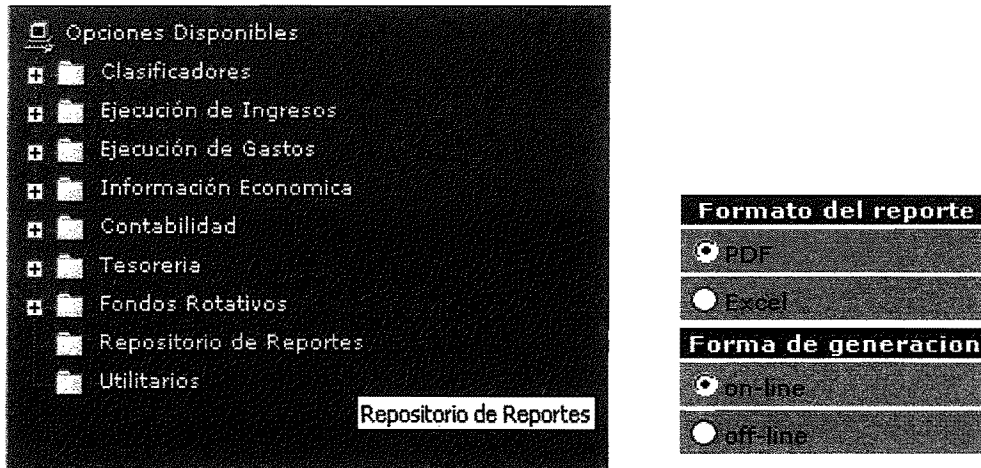 Opciones Disponibles
Clasificadores
Ejecución de Ingresos
Ejecución de Gastos
Información Economica
Contabilidad
Tesoreria
Fondos Rotativos
Repositorio de Reportes
Utilitarios
Repositorio de Reportes
Formato del reporte
PDF
Excel
Forma de generacion
on-line
off-line